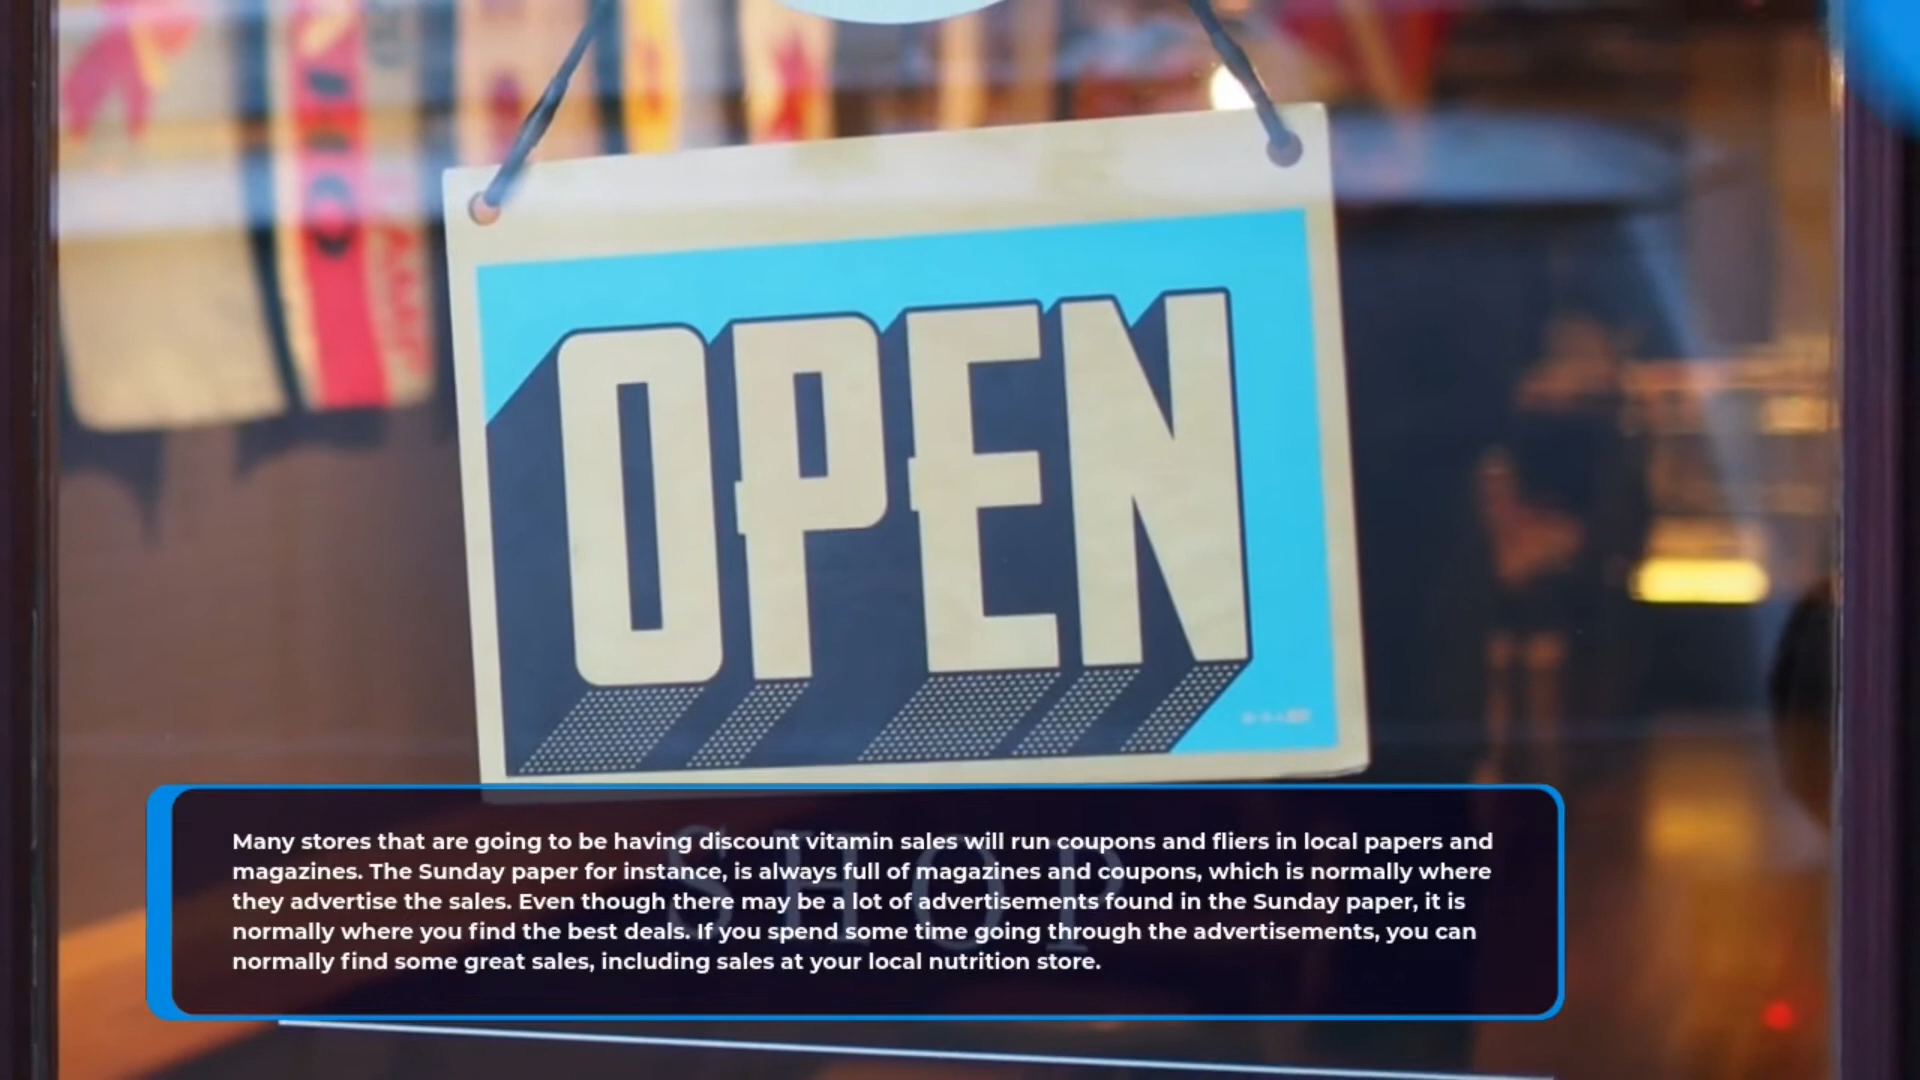 OPEN
SHOP
Many stores that are going to be having discount vitamin sales will run coupons and fliers in local papers and
magazines. The Sunday paper for instance, is always full of magazines and coupons, which is normally where
they advertise the sales. Even though there may be a lot of advertisements found in the Sunday paper, it is
normally where you find the best deals. If you spend some time going through the advertisements, you can
normally find some great sales, including sales at your local nutrition store.